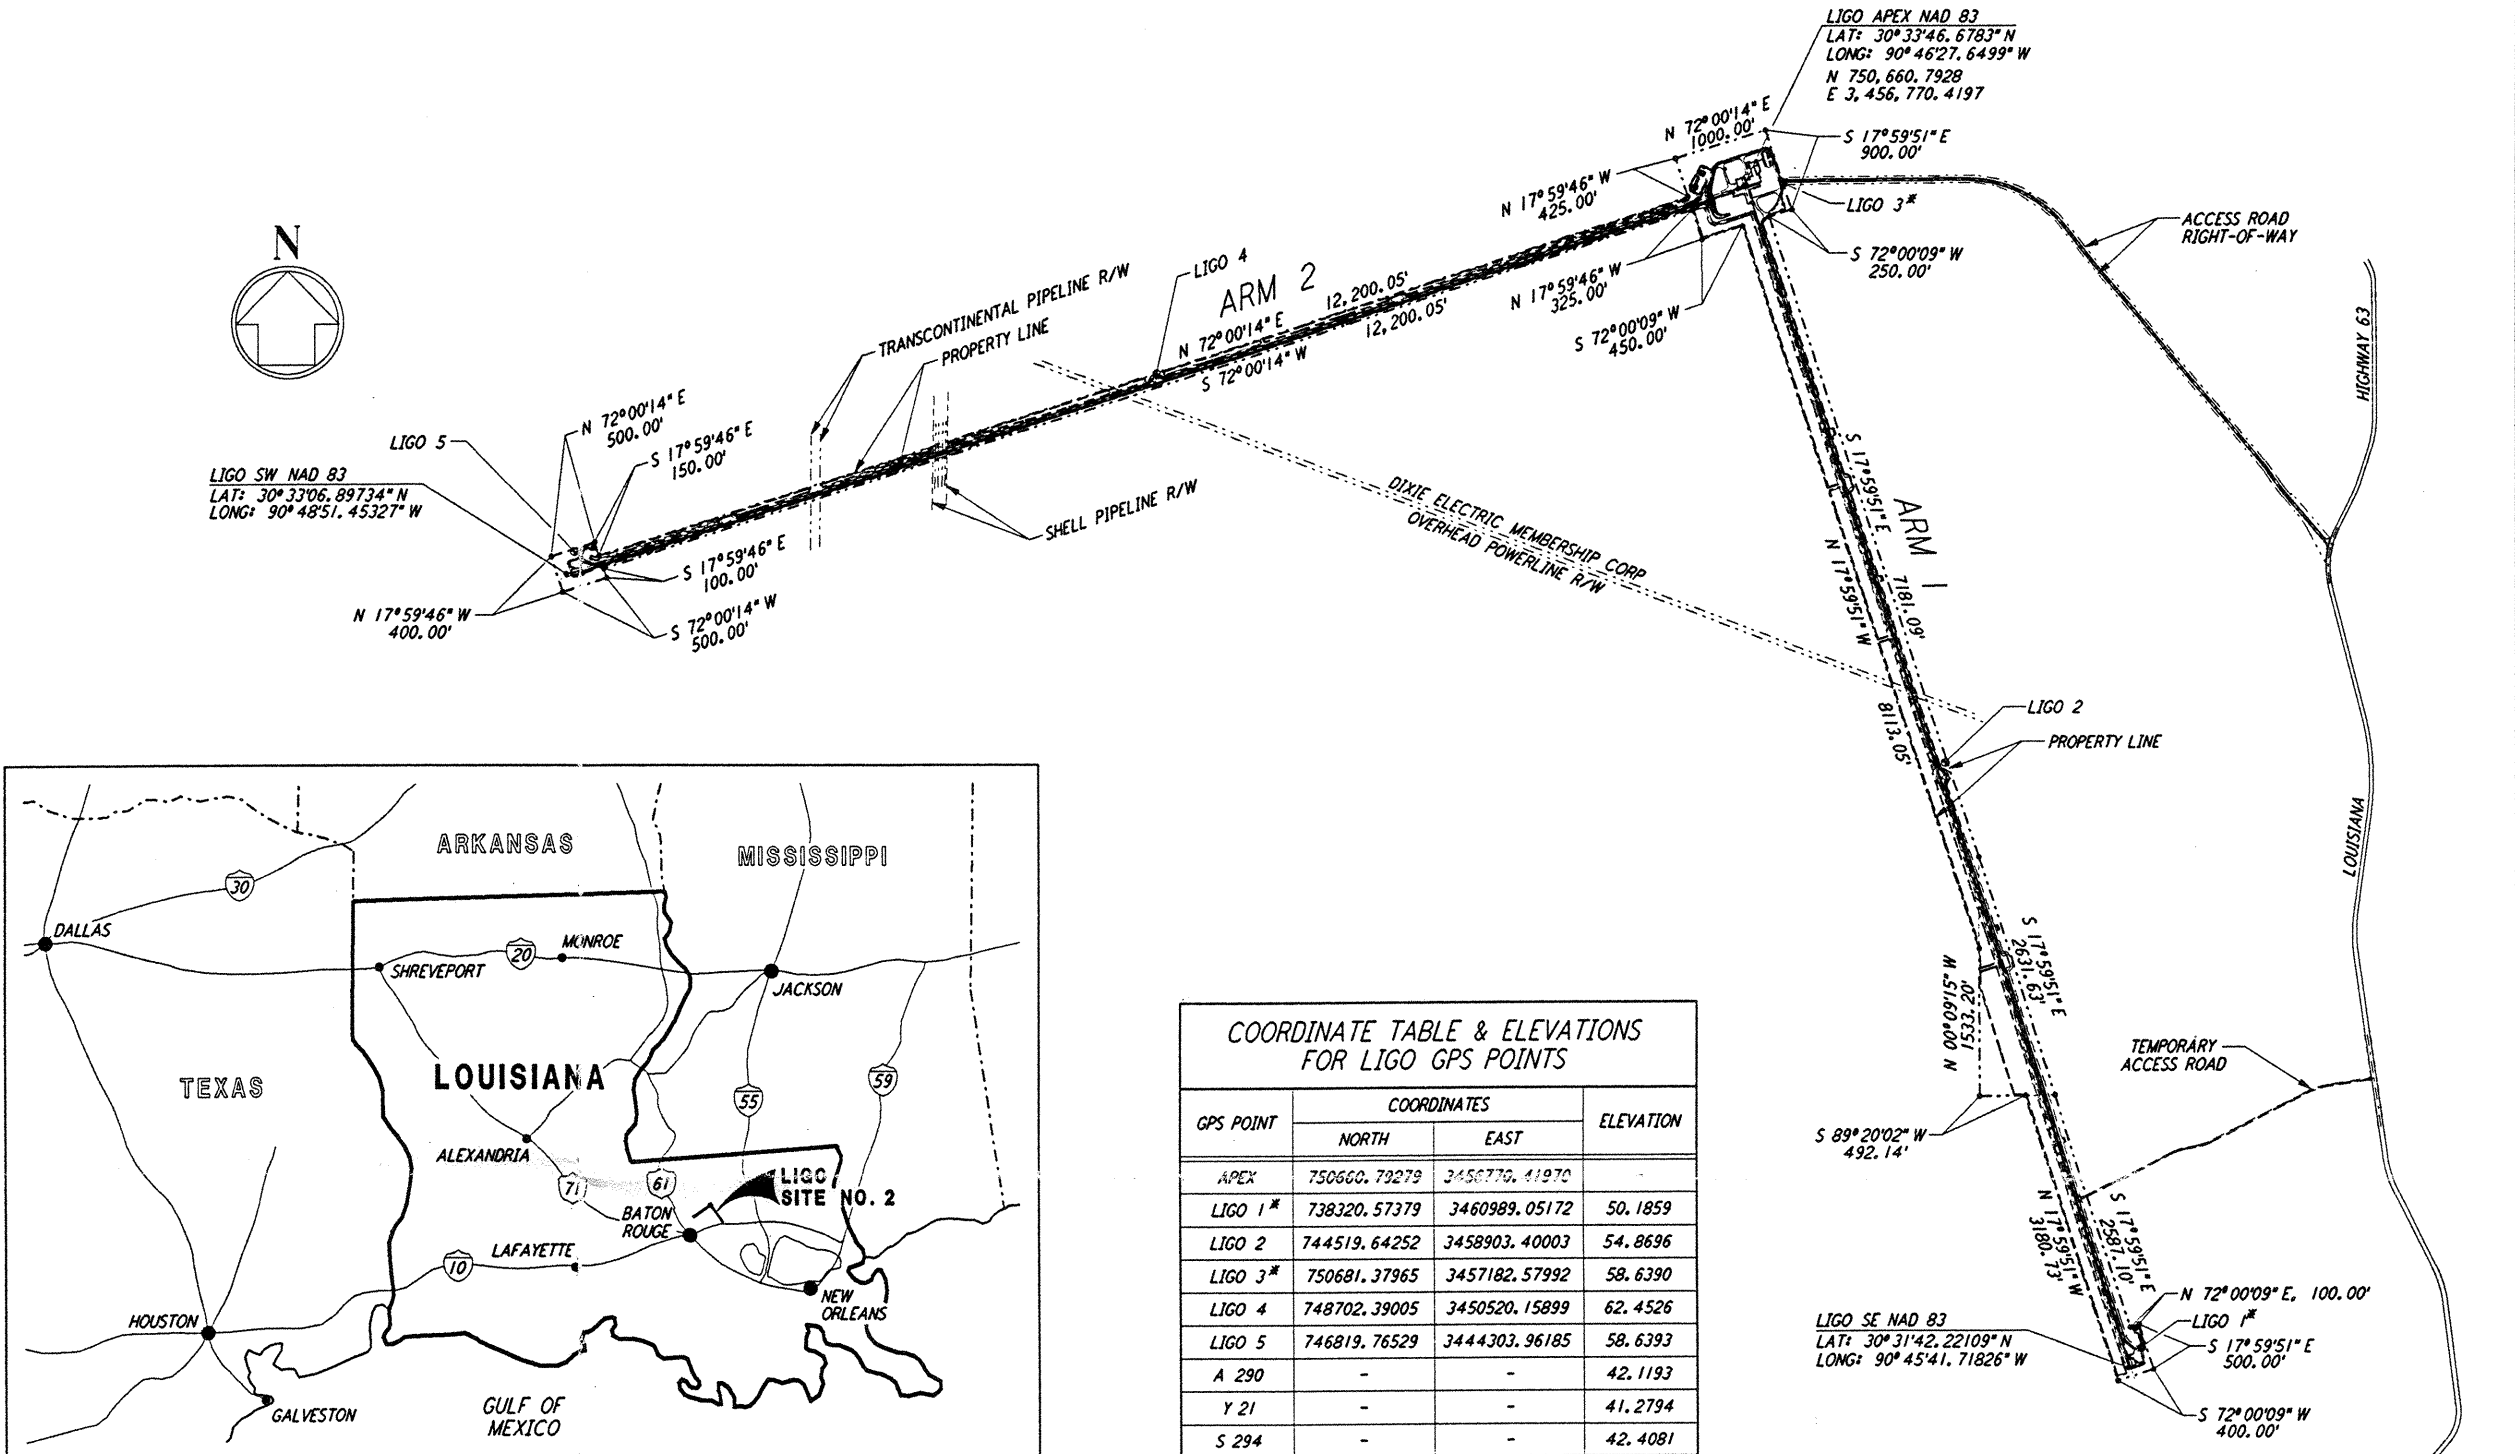 LIGO APEX NAD 83
LAT: 30°33'46.6783" N
LONG: 90°46'27.6499" W
N 750,660.7928
E 3,456,770.4197
N 72°00'14" E
1000.00'
S 17°59'51" E
900.00'
N 17°59'46" W
425.00'
LIGO 3*
ACCESS ROAD
RIGHT-OF-WAY
S 72°00'09" W
250.00'
N 17°59'46" W
325.00'
S 72°00'09" W
450.00'
HIGHWAY 63
LOUISIANA
N
LIGO 4
ARM 2
N 72°00'14" E
12,200.05'
S 72°00'14" W
12,200.05'
TRANSCONTINENTAL PIPELINE R/W
PROPERTY LINE
SHELL PIPELINE R/W
DIXIE ELECTRIC MEMBERSHIP CORP
OVERHEAD POWERLINE R/W
N 72°00'14" E
500.00'
LIGO 5
S 17°59'46" E
150.00'
LIGO SW NAD 83
LAT: 30°33'06.89734" N
LONG: 90°48'51.45327" W
S 17°59'46" E
100.00'
N 17°59'46" W
400.00'
S 72°00'14" W
500.00'
S 17°59'51" E
7181.09'
ARM 1
N 17°59'51" W
8113.05'
LIGO 2
PROPERTY LINE
S 17°59'51" E
2631.63'
N 00°09'15" W
1533.20'
TEMPORARY
ACCESS ROAD
S 89°20'02" W
492.14'
S 17°59'51" E
2587.10'
N 17°59'51" W
3180.73'
N 72°00'09" E, 100.00'
LIGO 1*
S 17°59'51" E
500.00'
LIGO SE NAD 83
LAT: 30°31'42.22109" N
LONG: 90°45'41.71826" W
S 72°00'09" W
400.00'
ARKANSAS
MISSISSIPPI
30
DALLAS
20
MONROE
SHREVEPORT
JACKSON
TEXAS
LOUISIANA
55
59
ALEXANDRIA
71
61
LIGO
SITE NO. 2
BATON
ROUGE
LAFAYETTE
10
NEW
ORLEANS
HOUSTON
GALVESTON
GULF OF
MEXICO
COORDINATE TABLE & ELEVATIONS
FOR LIGO GPS POINTS
GPS POINT COORDINATES ELEVATION
NORTH EAST
APEX 750660.79279 3456770.41970 -
LIGO 1* 738320.57379 3460989.05172 50.1859
LIGO 2 744519.64252 3458903.40003 54.8696
LIGO 3* 750681.37965 3457182.57992 58.6390
LIGO 4 748702.39005 3450520.15899 62.4526
LIGO 5 746819.76529 3444303.96185 58.6393
A 290 - - 42.1193
Y 21 - - 41.2794
S 294 - - 42.4081